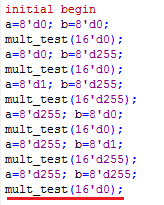 initial begin
a=8'd0; b=8'd0;
mult_test(16'd0);
a=8'd0; b=8'd255;
mult_test(16'd0);
a=8'd1; b=8'd255;
mult_test(16'd255);
a=8'd255; b=8'd0;
mult_test(16'd0);
a=8'd255; b=8'd1;
mult_test(16'd255);
a=8'd255; b=8'd255;
mult_test(16'd0);